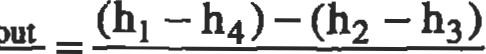 out = (h₁ − h₄) − (h₂ − h₃)